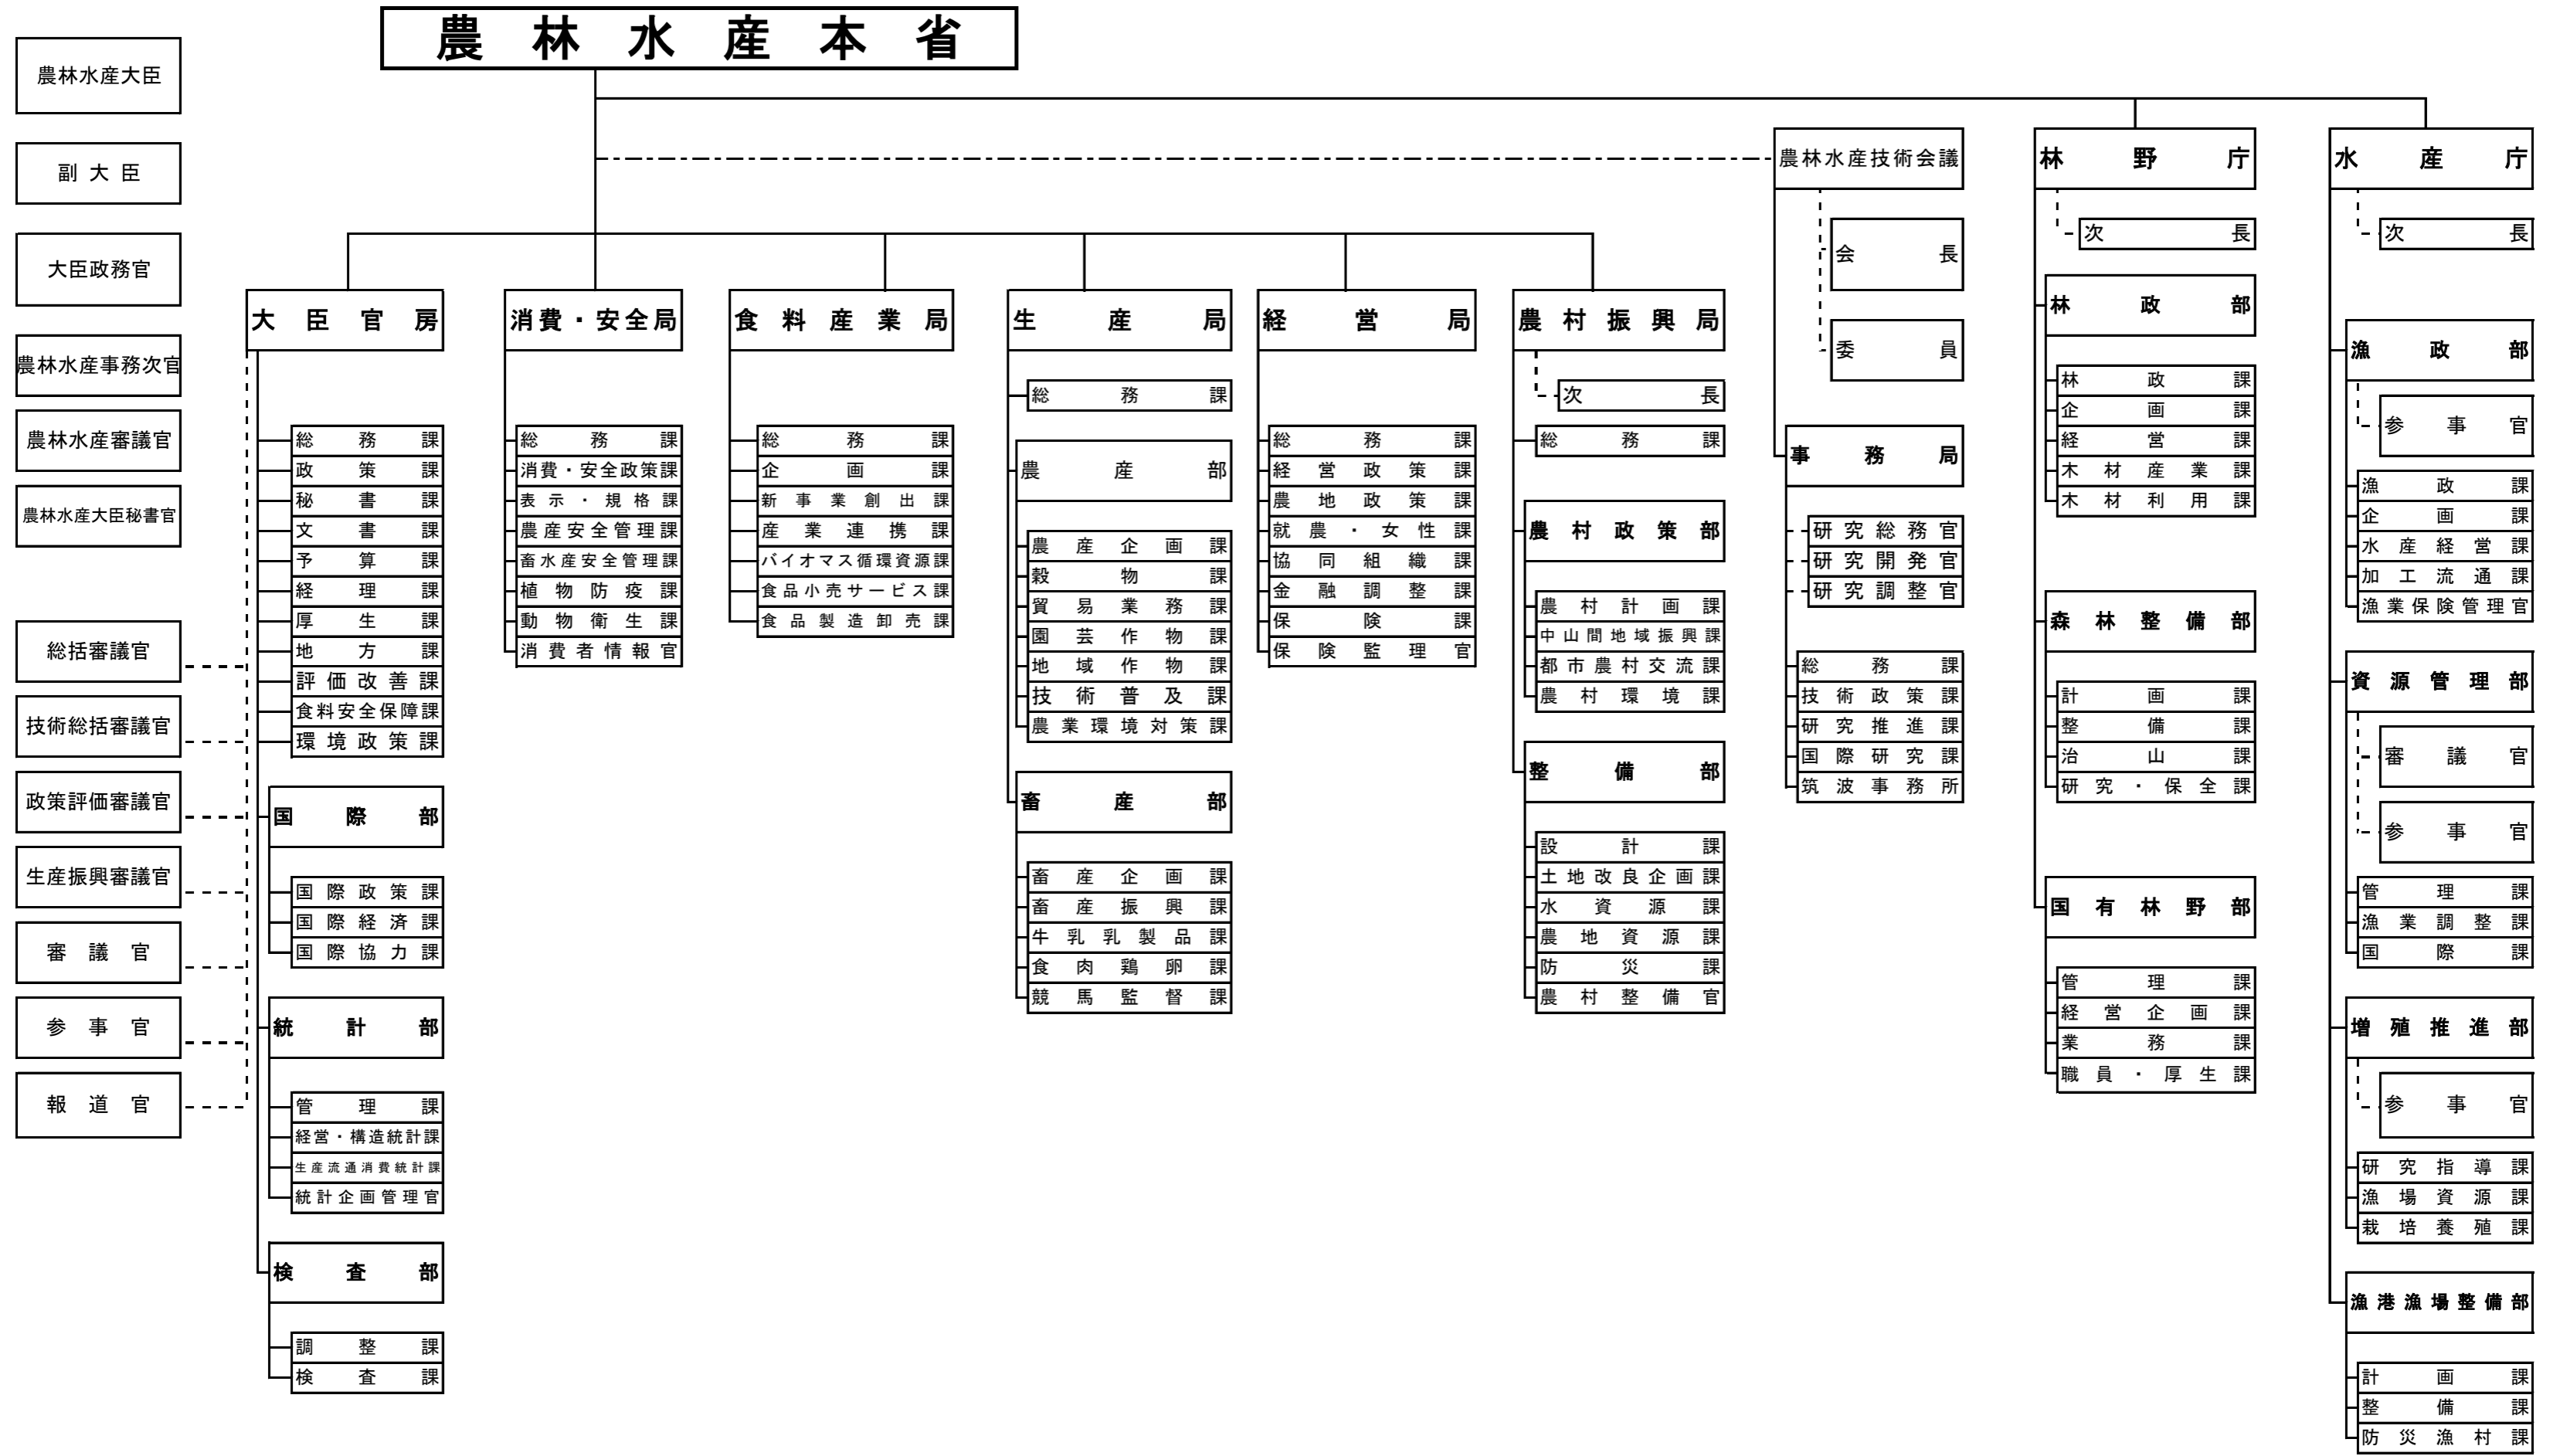 農林水産本省
農林水産大臣
副大臣
大臣政務官
農林水産事務次官
農林水産審議官
農林水産大臣秘書官
総括審議官
技術総括審議官
政策評価審議官
生産振興審議官
審議官
参事官
報道官
大臣官房
総務課
政策課
秘書課
文書課
予算課
経理課
厚生課
地方課
評価改善課
食料安全保障課
環境政策課
国際部
国際政策課
国際経済課
国際協力課
統計部
管理課
経営・構造統計課
生産流通消費統計課
統計企画管理官
検査部
調整課
検査課
消費・安全局
総務課
消費・安全政策課
表示・規格課
農産安全管理課
畜水産安全管理課
植物防疫課
動物衛生課
消費者情報官
食料産業局
総務課
企画課
新事業創出課
産業連携課
バイオマス循環資源課
食品小売サービス課
食品製造卸売課
生産局
総務課
農産部
農産企画課
穀物課
貿易業務課
園芸作物課
地域作物課
技術普及課
農業環境対策課
畜産部
畜産企画課
畜産振興課
牛乳乳製品課
食肉鶏卵課
競馬監督課
経営局
総務課
経営政策課
農地政策課
就農・女性課
協同組織課
金融調整課
保険課
保険監理官
農村振興局
次長
総務課
農村政策部
農村計画課
中山間地域振興課
都市農村交流課
農村環境課
整備部
設計課
土地改良企画課
水資源課
農地資源課
防災課
農村整備官
農林水産技術会議
会長
委員
事務局
研究総務官
研究開発官
研究調整官
総務課
技術政策課
研究推進課
国際研究課
筑波事務所
林野庁
次長
林政部
林政課
企画課
経営課
木材産業課
木材利用課
森林整備部
計画課
整備課
治山課
研究・保全課
国有林野部
管理課
経営企画課
業務課
職員・厚生課
水産庁
次長
漁政部
参事官
漁政課
企画課
水産経営課
加工流通課
漁業保険管理官
資源管理部
審議官
参事官
管理課
漁業調整課
国際課
増殖推進部
参事官
研究指導課
漁場資源課
栽培養殖課
漁港漁場整備部
計画課
整備課
防災漁村課